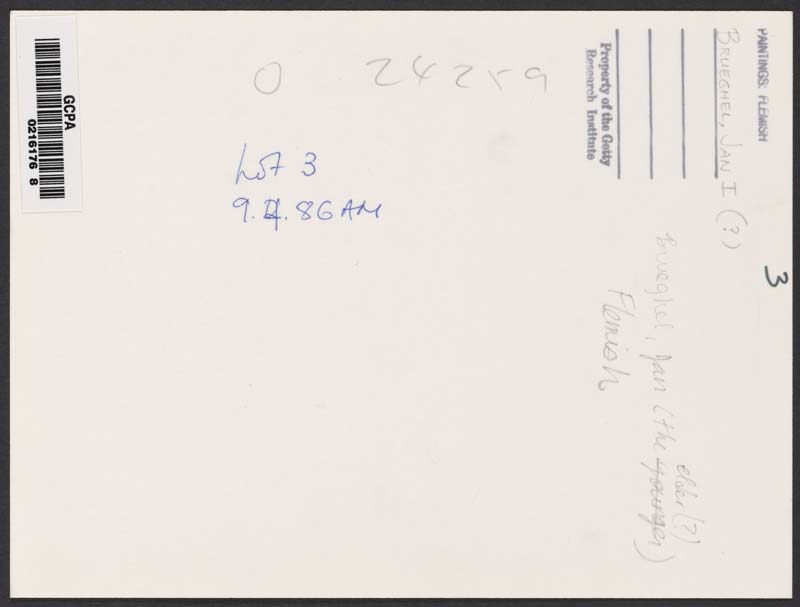 GCPA
0216176 8
O 24259
Lot 3
9.4.86 AM
PAINTINGS: FLEMISH
BRUEGHEL, JAN I (?)
Property of the Getty
Research Institute
3
Brueghel, Jan (the younger)
elder (?)
Flemish